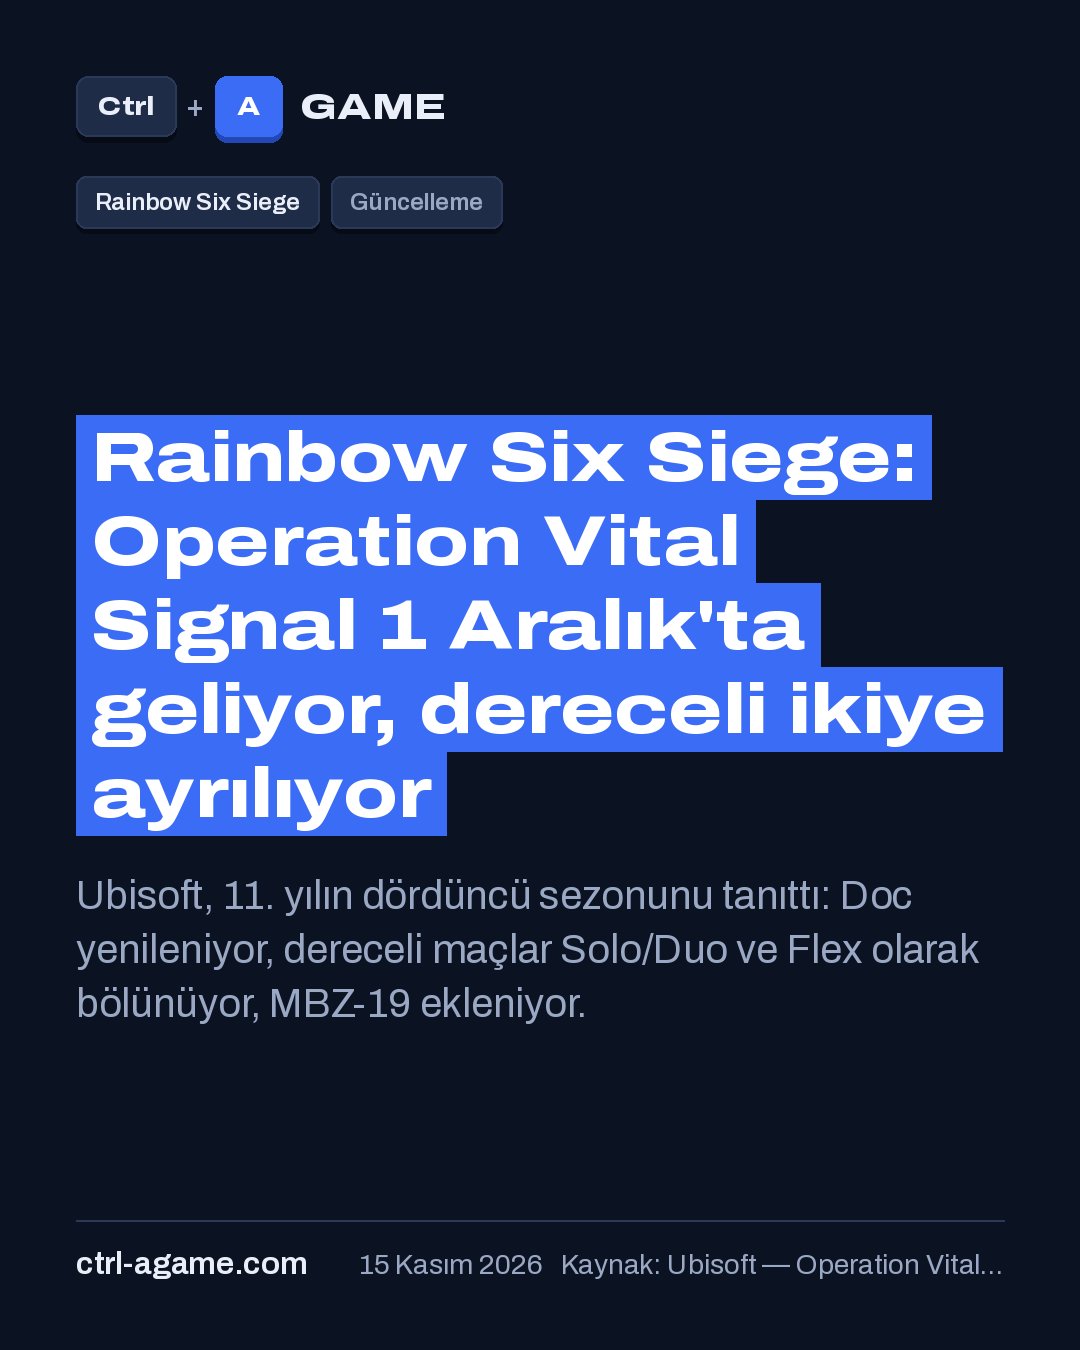 Ctrl + A GAME
Rainbow Six Siege Güncelleme
Rainbow Six Siege:
Operation Vital
Signal 1 Aralık'ta
geliyor, dereceli ikiye
ayrılıyor
Ubisoft, 11. yılın dördüncü sezonunu tanıttı: Doc
yenileniyor, dereceli maçlar Solo/Duo ve Flex olarak
bölünüyor, MBZ-19 ekleniyor.
ctrl-agame.com 15 Kasım 2026 Kaynak: Ubisoft — Operation Vital...